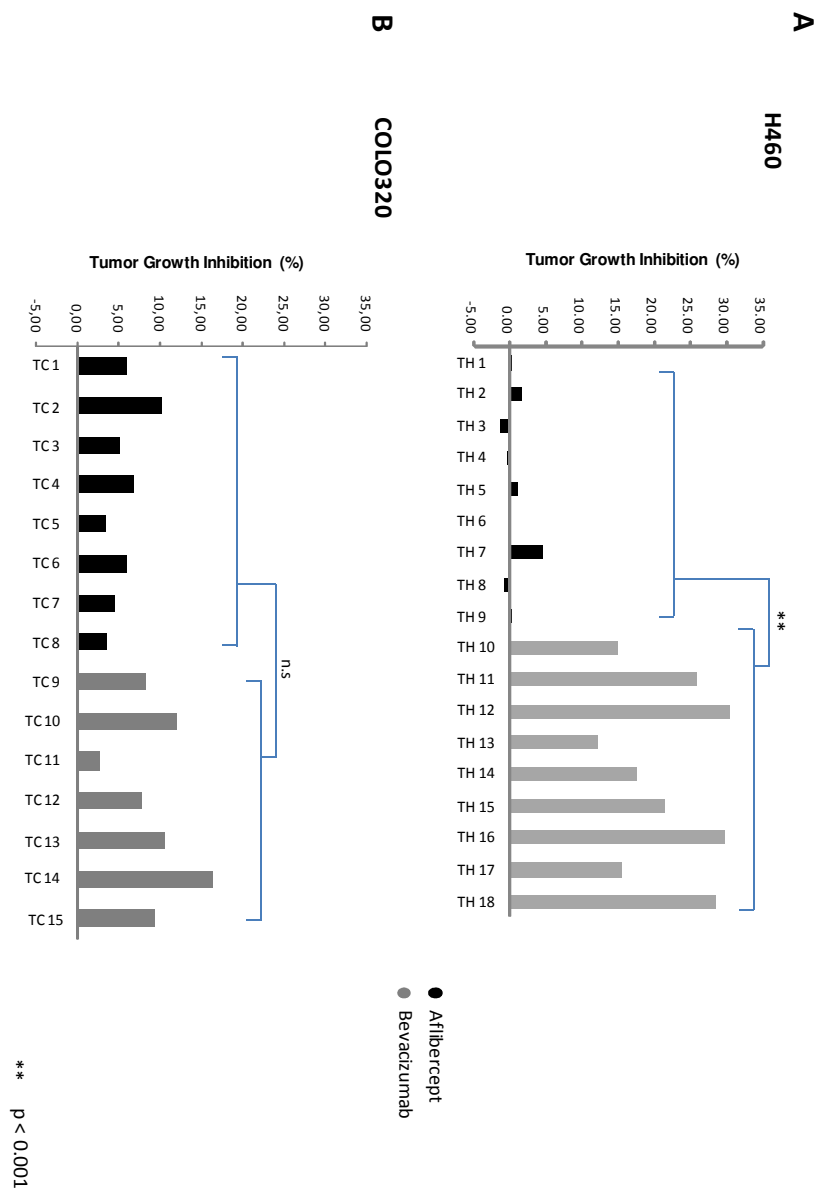 A
H460
Tumor Growth Inhibition (%)
35.00
30.00
25.00
20.00
15.00
10.00
5.00
0.00
-5.00
**
TH 1
TH 2
TH 3
TH 4
TH 5
TH 6
TH 7
TH 8
TH 9
TH 10
TH 11
TH 12
TH 13
TH 14
TH 15
TH 16
TH 17
TH 18
Aflibercept
Bevacizumab
B
COLO320
Tumor Growth Inhibition (%)
35,00
30,00
25,00
20,00
15,00
10,00
5,00
0,00
-5,00
n.s
TC 1
TC 2
TC 3
TC 4
TC 5
TC 6
TC 7
TC 8
TC 9
TC 10
TC 11
TC 12
TC 13
TC 14
TC 15
** p < 0.001